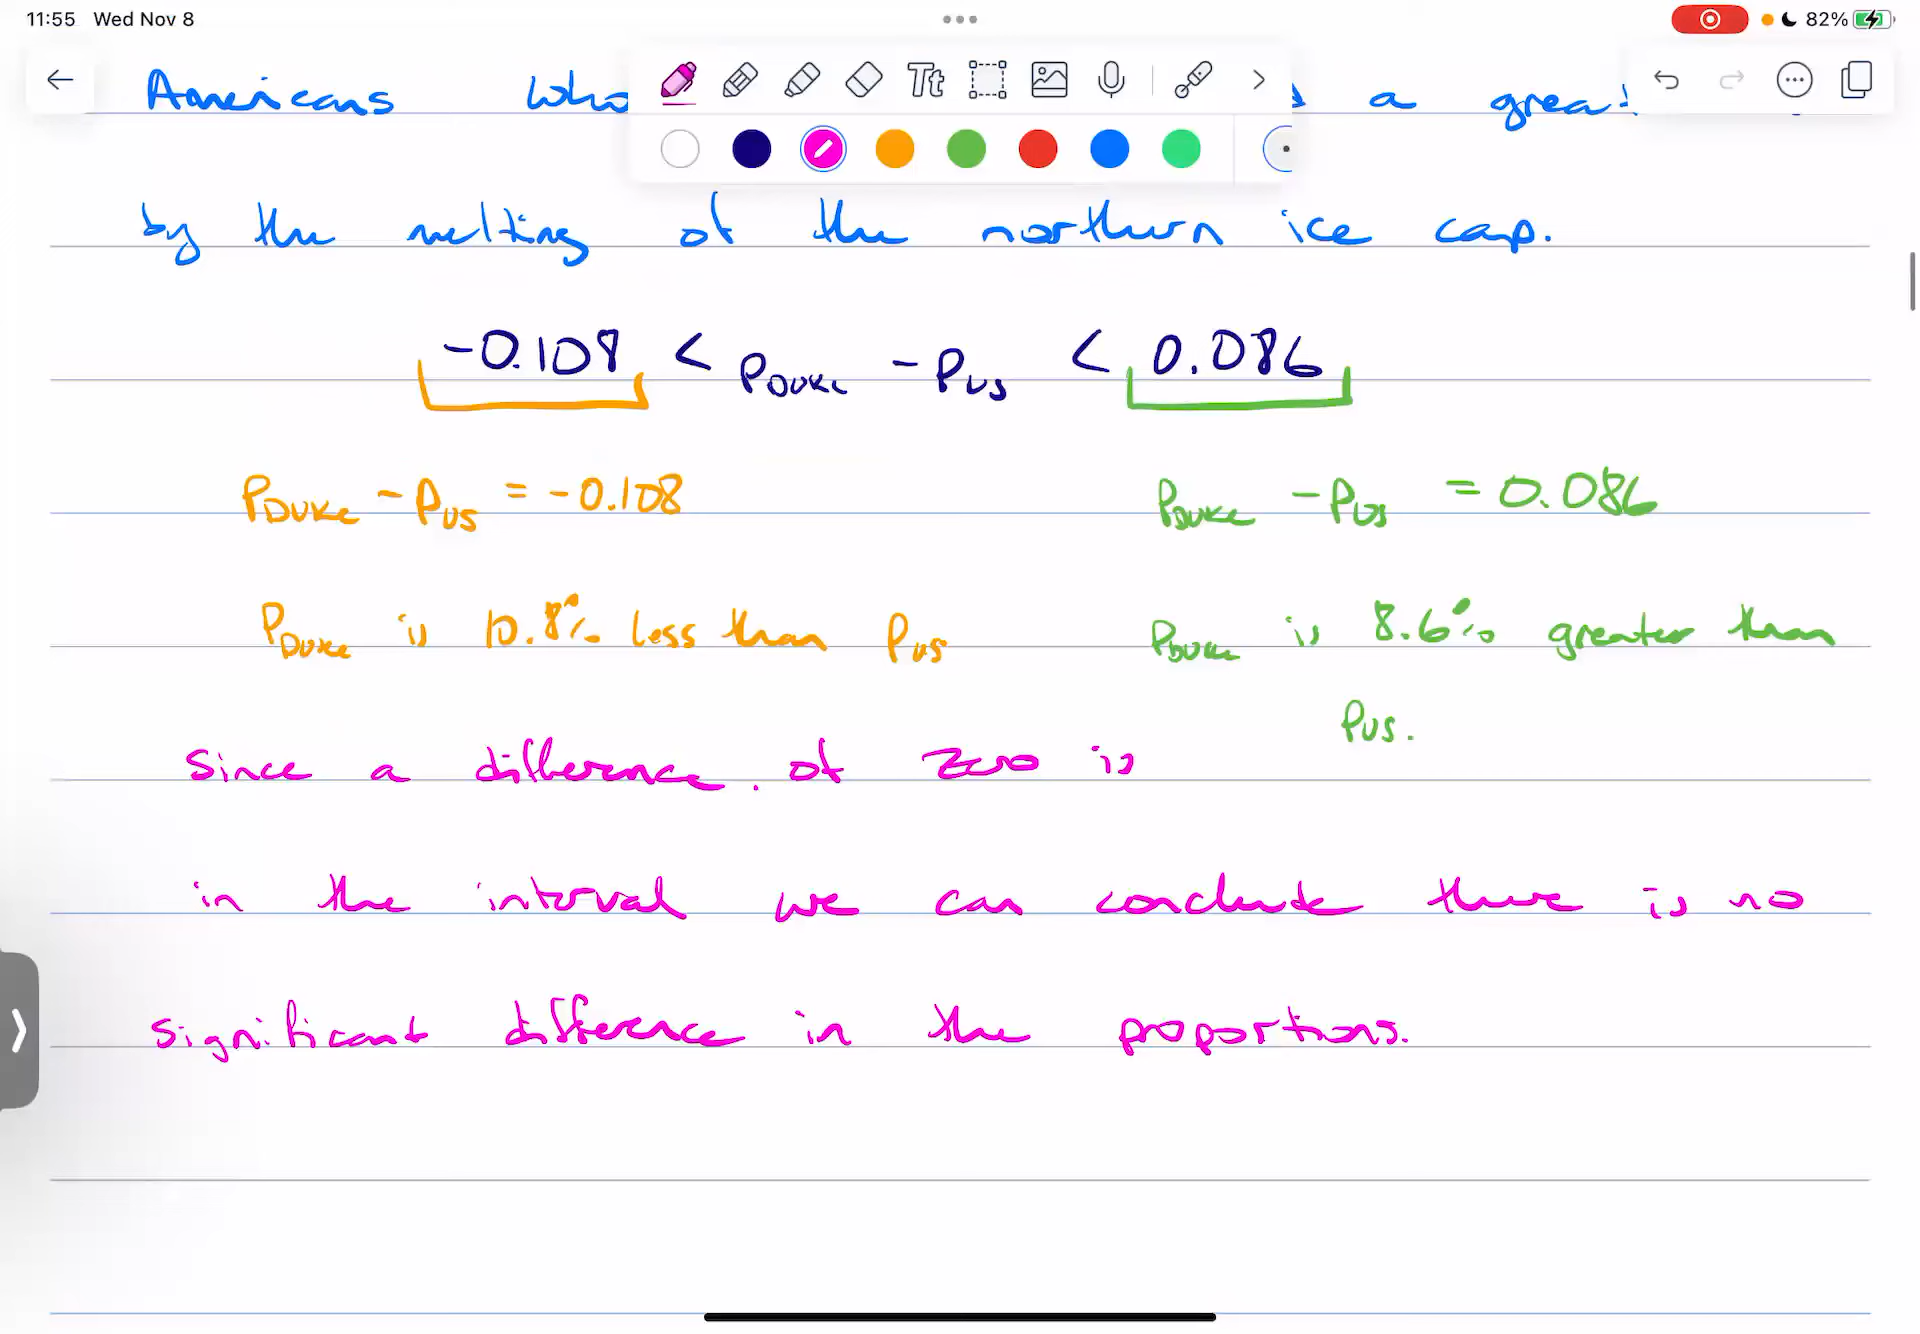 11:55 Wed Nov 8
82%
Tt
Americans who a great
by the melting of the northern ice cap.
-0.108 < PDUKE - PUS < 0.086
PDUKE - PUS = -0.108
PDUKE - PUS = 0.086
PDUKE is 10.8% less than PUS
PDUKE is 8.6% greater than
PUS.
Since a difference of zero is
in the interval we can conclude there is no
significant difference in the proportions.